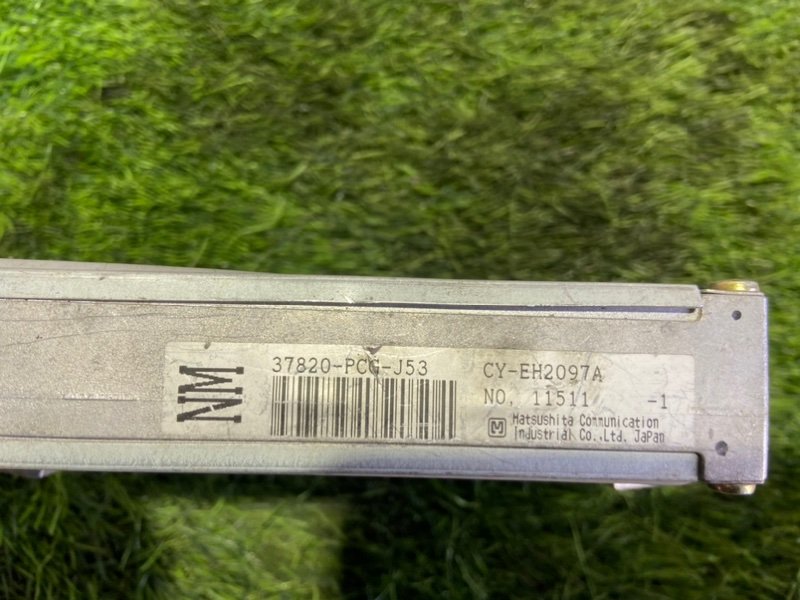 NM
37820-PCG-J53
CY-EH2097A
NO. 11511 -1
M Matsushita Communication
Industrial Co.,Ltd. JaPan